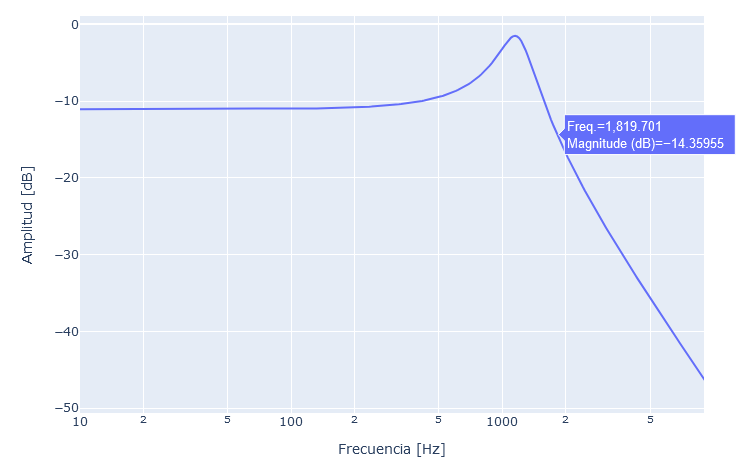 0
−10
−20
−30
−40
−50
Amplitud [dB]
Freq.=1,819.701
Magnitude (dB)=−14.35955
10 2 5 100 2 5 1000 2 5
Frecuencia [Hz]